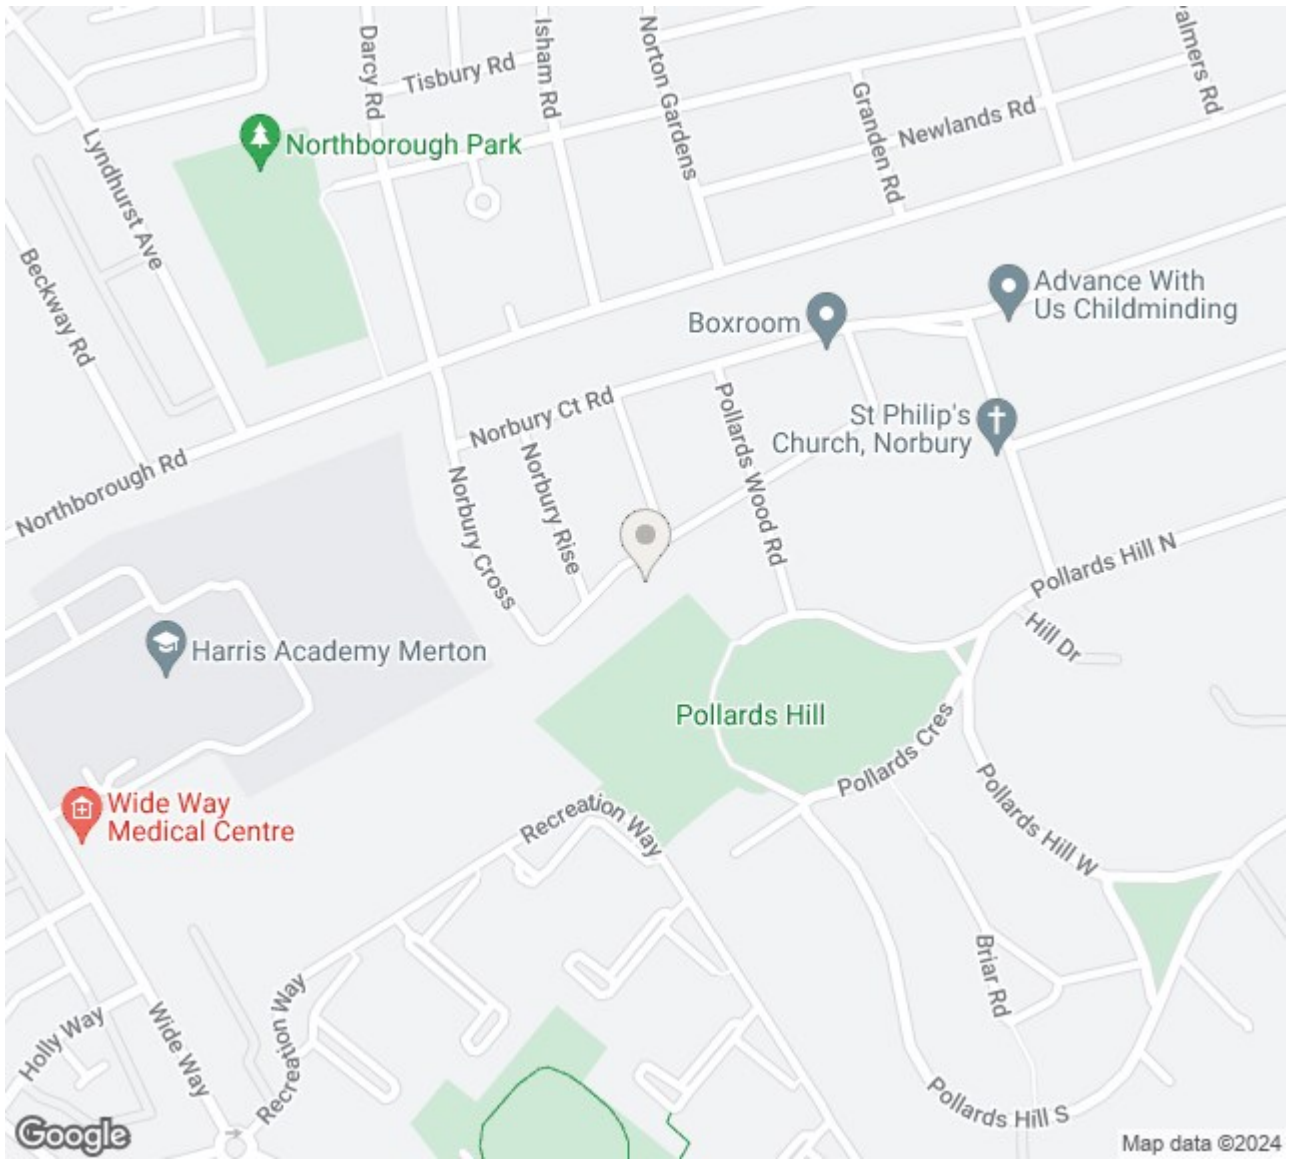 Darcy Rd
Tisbury Rd
Isham Rd
Norton Gardens
Granden Rd
Newlands Rd
almers Rd
Northborough Park
Lyndhurst Ave
Beckway Rd
Advance With
Us Childminding
Boxroom
Norbury Ct Rd
Pollards Wood Rd
St Philip's
Church, Norbury
Northborough Rd
Norbury Cross
Norbury Rise
Pollards Hill N
Hill Dr
Harris Academy Merton
Pollards Hill
Pollards Cres
Wide Way
Medical Centre
Recreation Way
Pollards Hill W
Briar Rd
Holly Way
Wide Way
Recreation Way
Pollards Hill S
Google
Map data ©2024